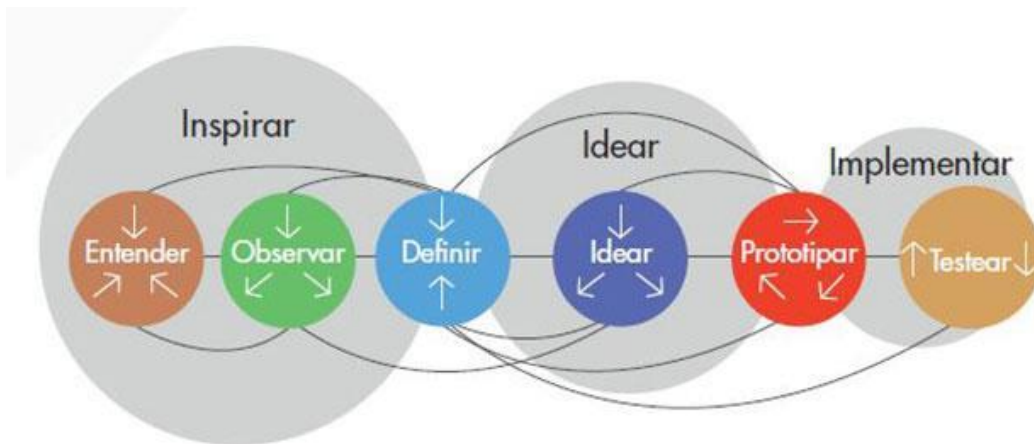 Inspirar
Idear
Implementar
Entender
Observar
Definir
Idear
Prototipar
Testear